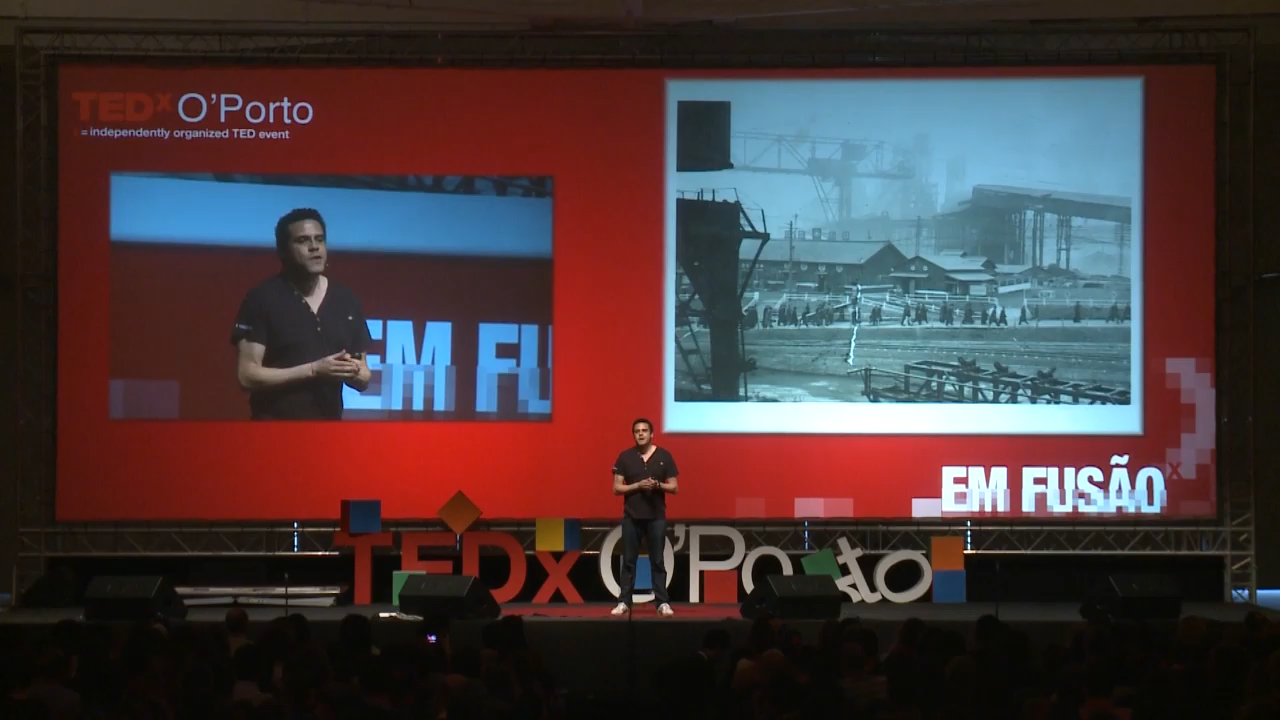 TEDx O'Porto
= independently organized TED event
EM FU
EM FUSÃO
TEDx O'Porto